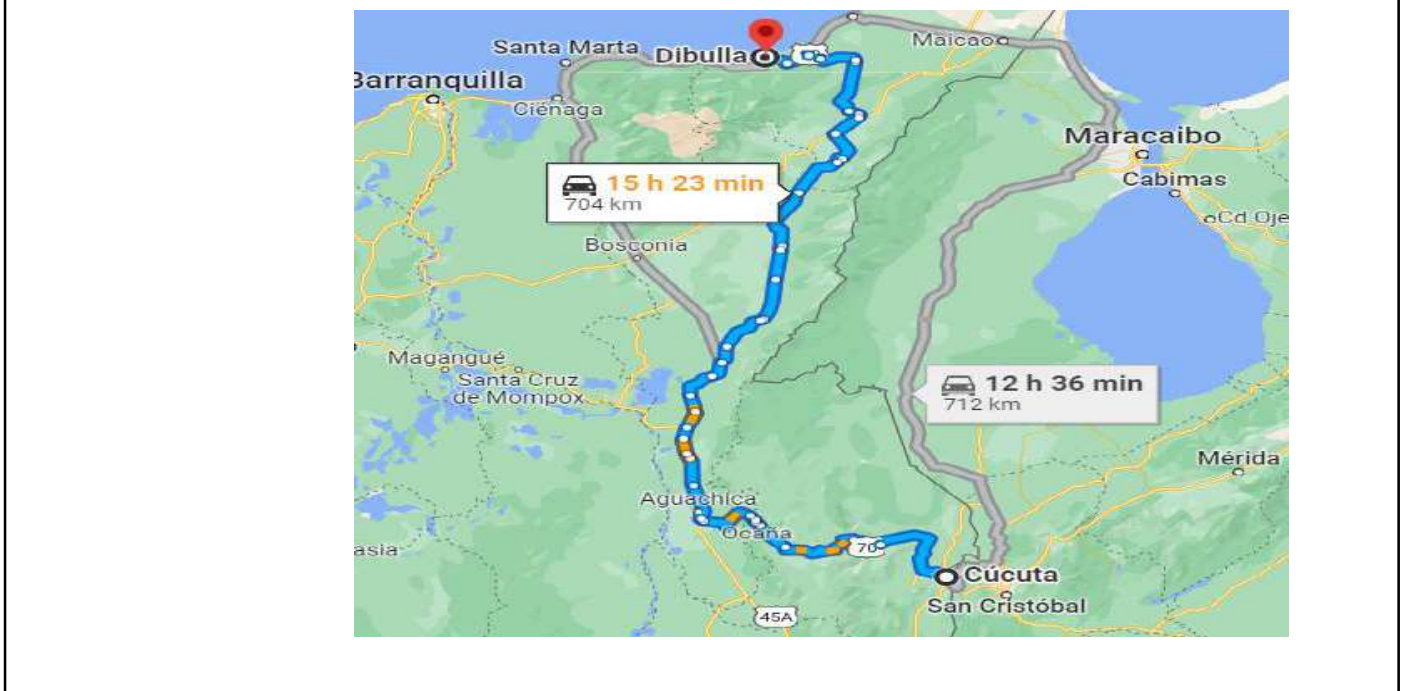 Santa Marta
Dibulla
Maicao
Barranquilla
Ciénaga
Maracaibo
15 h 23 min
704 km
Cabimas
Cd Oje
Bosconia
Magangué
Santa Cruz
de Mompox
12 h 36 min
712 km
Mérida
Aguachica
Ocaña
asia
70
Cúcuta
San Cristóbal
45A